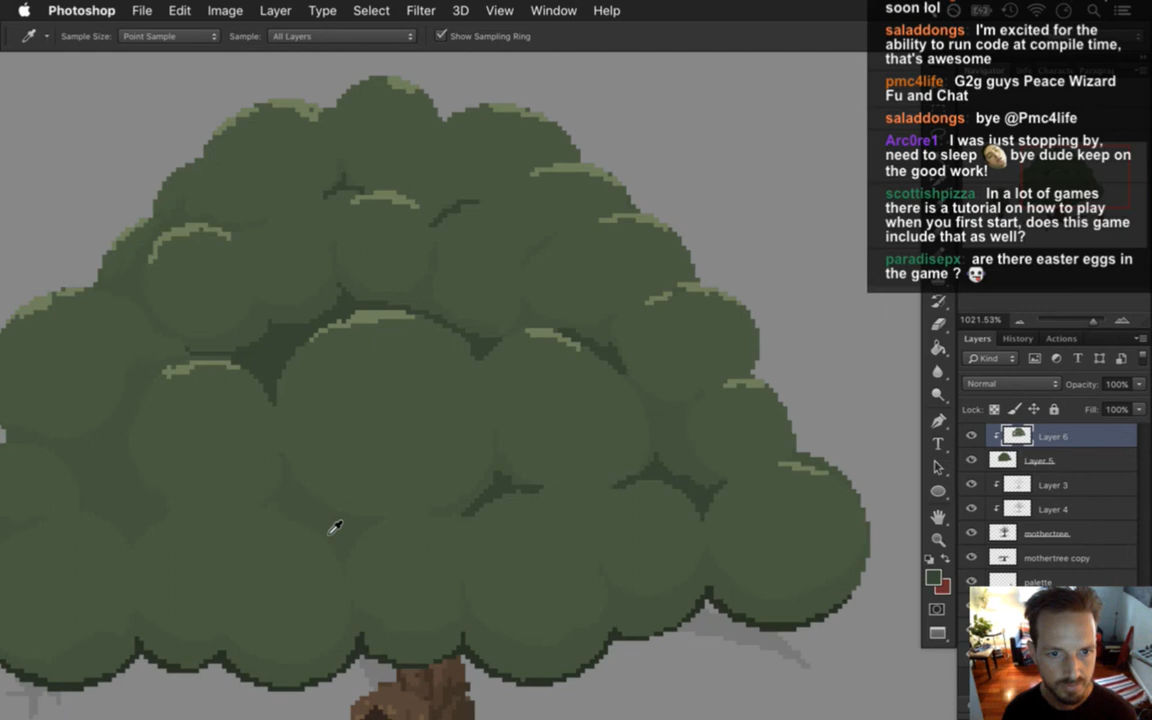 Photoshop File Edit Image Layer Type Select Filter 3D View Window Help
Sample Size: Point Sample Sample: All Layers Show Sampling Ring
soon lol
saladdongs: I'm excited for the
ability to run code at compile time,
that's awesome
pmc4life: G2g guys Peace Wizard
Fu and Chat
saladdongs: bye @Pmc4life
Arc0re1: I was just stopping by,
need to sleep bye dude keep on
the good work!
scottishpizza: In a lot of games
there is a tutorial on how to play
when you first start, does this game
include that as well?
paradisepx: are there easter eggs in
the game ?
1021.53%
Layers History Actions
Kind
Normal Opacity: 100%
Lock: Fill: 100%
Layer 6
Layer 5
Layer 3
Layer 4
mothertree
mothertree copy
palette